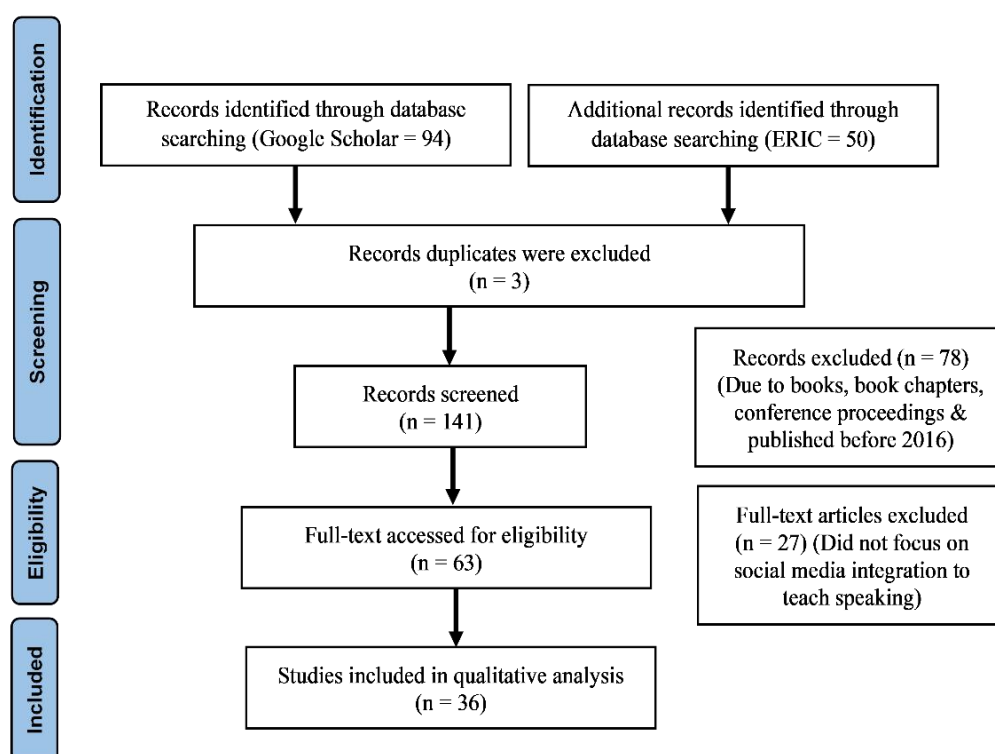 Identification
Records identified through database
searching (Google Scholar = 94)
Additional records identified through
database searching (ERIC = 50)
Screening
Records duplicates were excluded
(n = 3)
Records screened
(n = 141)
Records excluded (n = 78)
(Due to books, book chapters,
conference proceedings &
published before 2016)
Eligibility
Full-text accessed for eligibility
(n = 63)
Full-text articles excluded
(n = 27) (Did not focus on
social media integration to
teach speaking)
Included
Studies included in qualitative analysis
(n = 36)